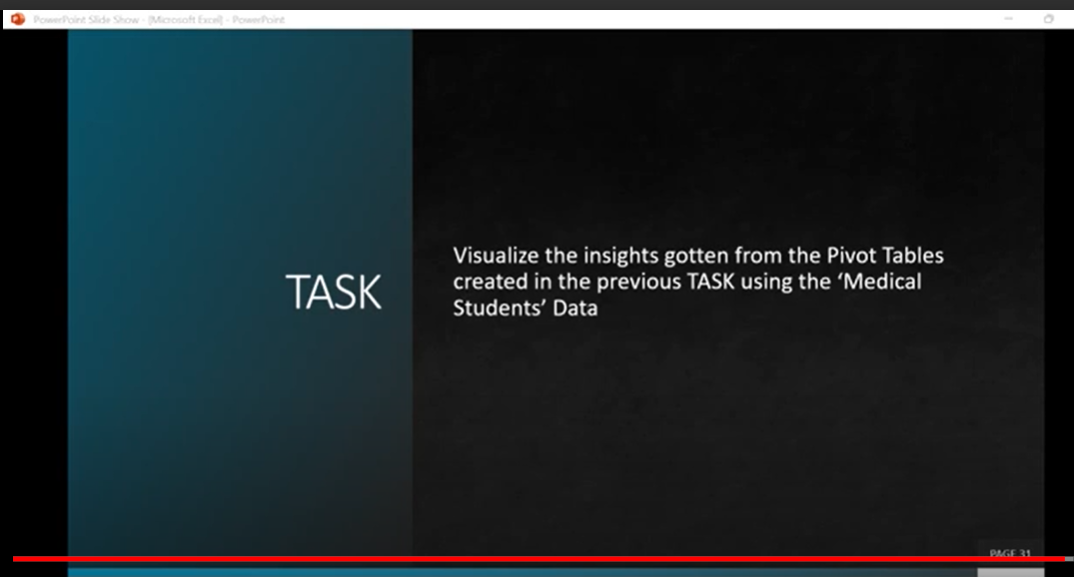 PowerPoint Slide Show - [Microsoft Excel] - PowerPoint
TASK
Visualize the insights gotten from the Pivot Tables
created in the previous TASK using the ‘Medical
Students’ Data
PAGE 31